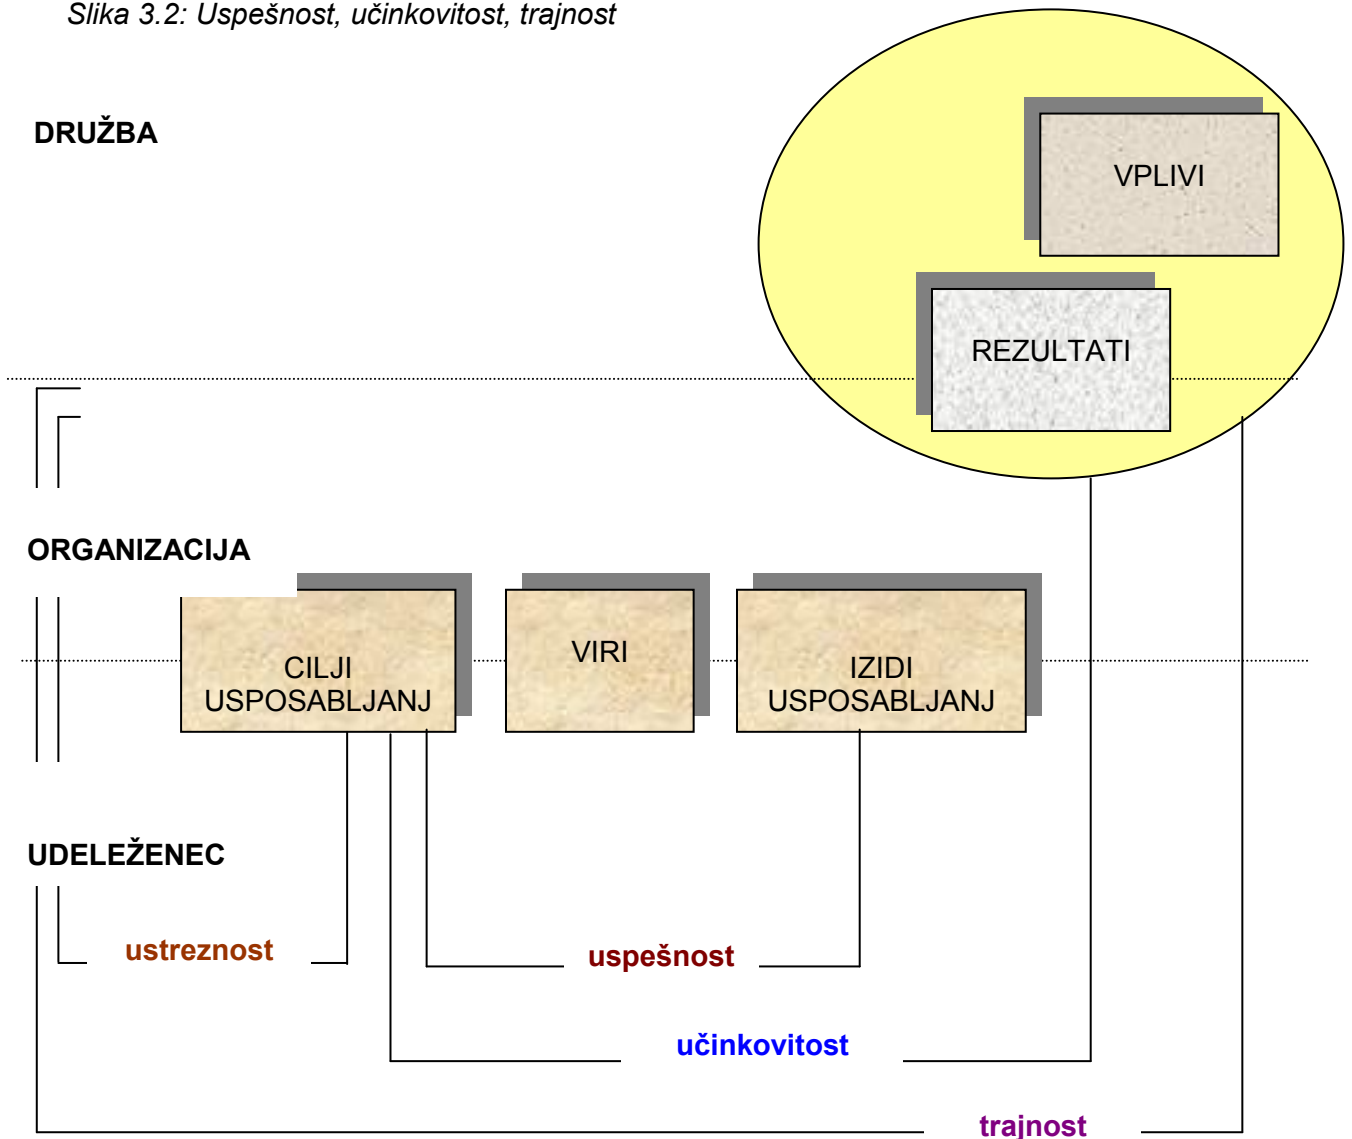 Slika 3.2: Uspešnost, učinkovitost, trajnost
DRUŽBA
VPLIVI
REZULTATI
ORGANIZACIJA
CILJI
USPOSABLJANJ
VIRI
IZIDI
USPOSABLJANJ
UDELEŽENEC
ustreznost
uspešnost
učinkovitost
trajnost